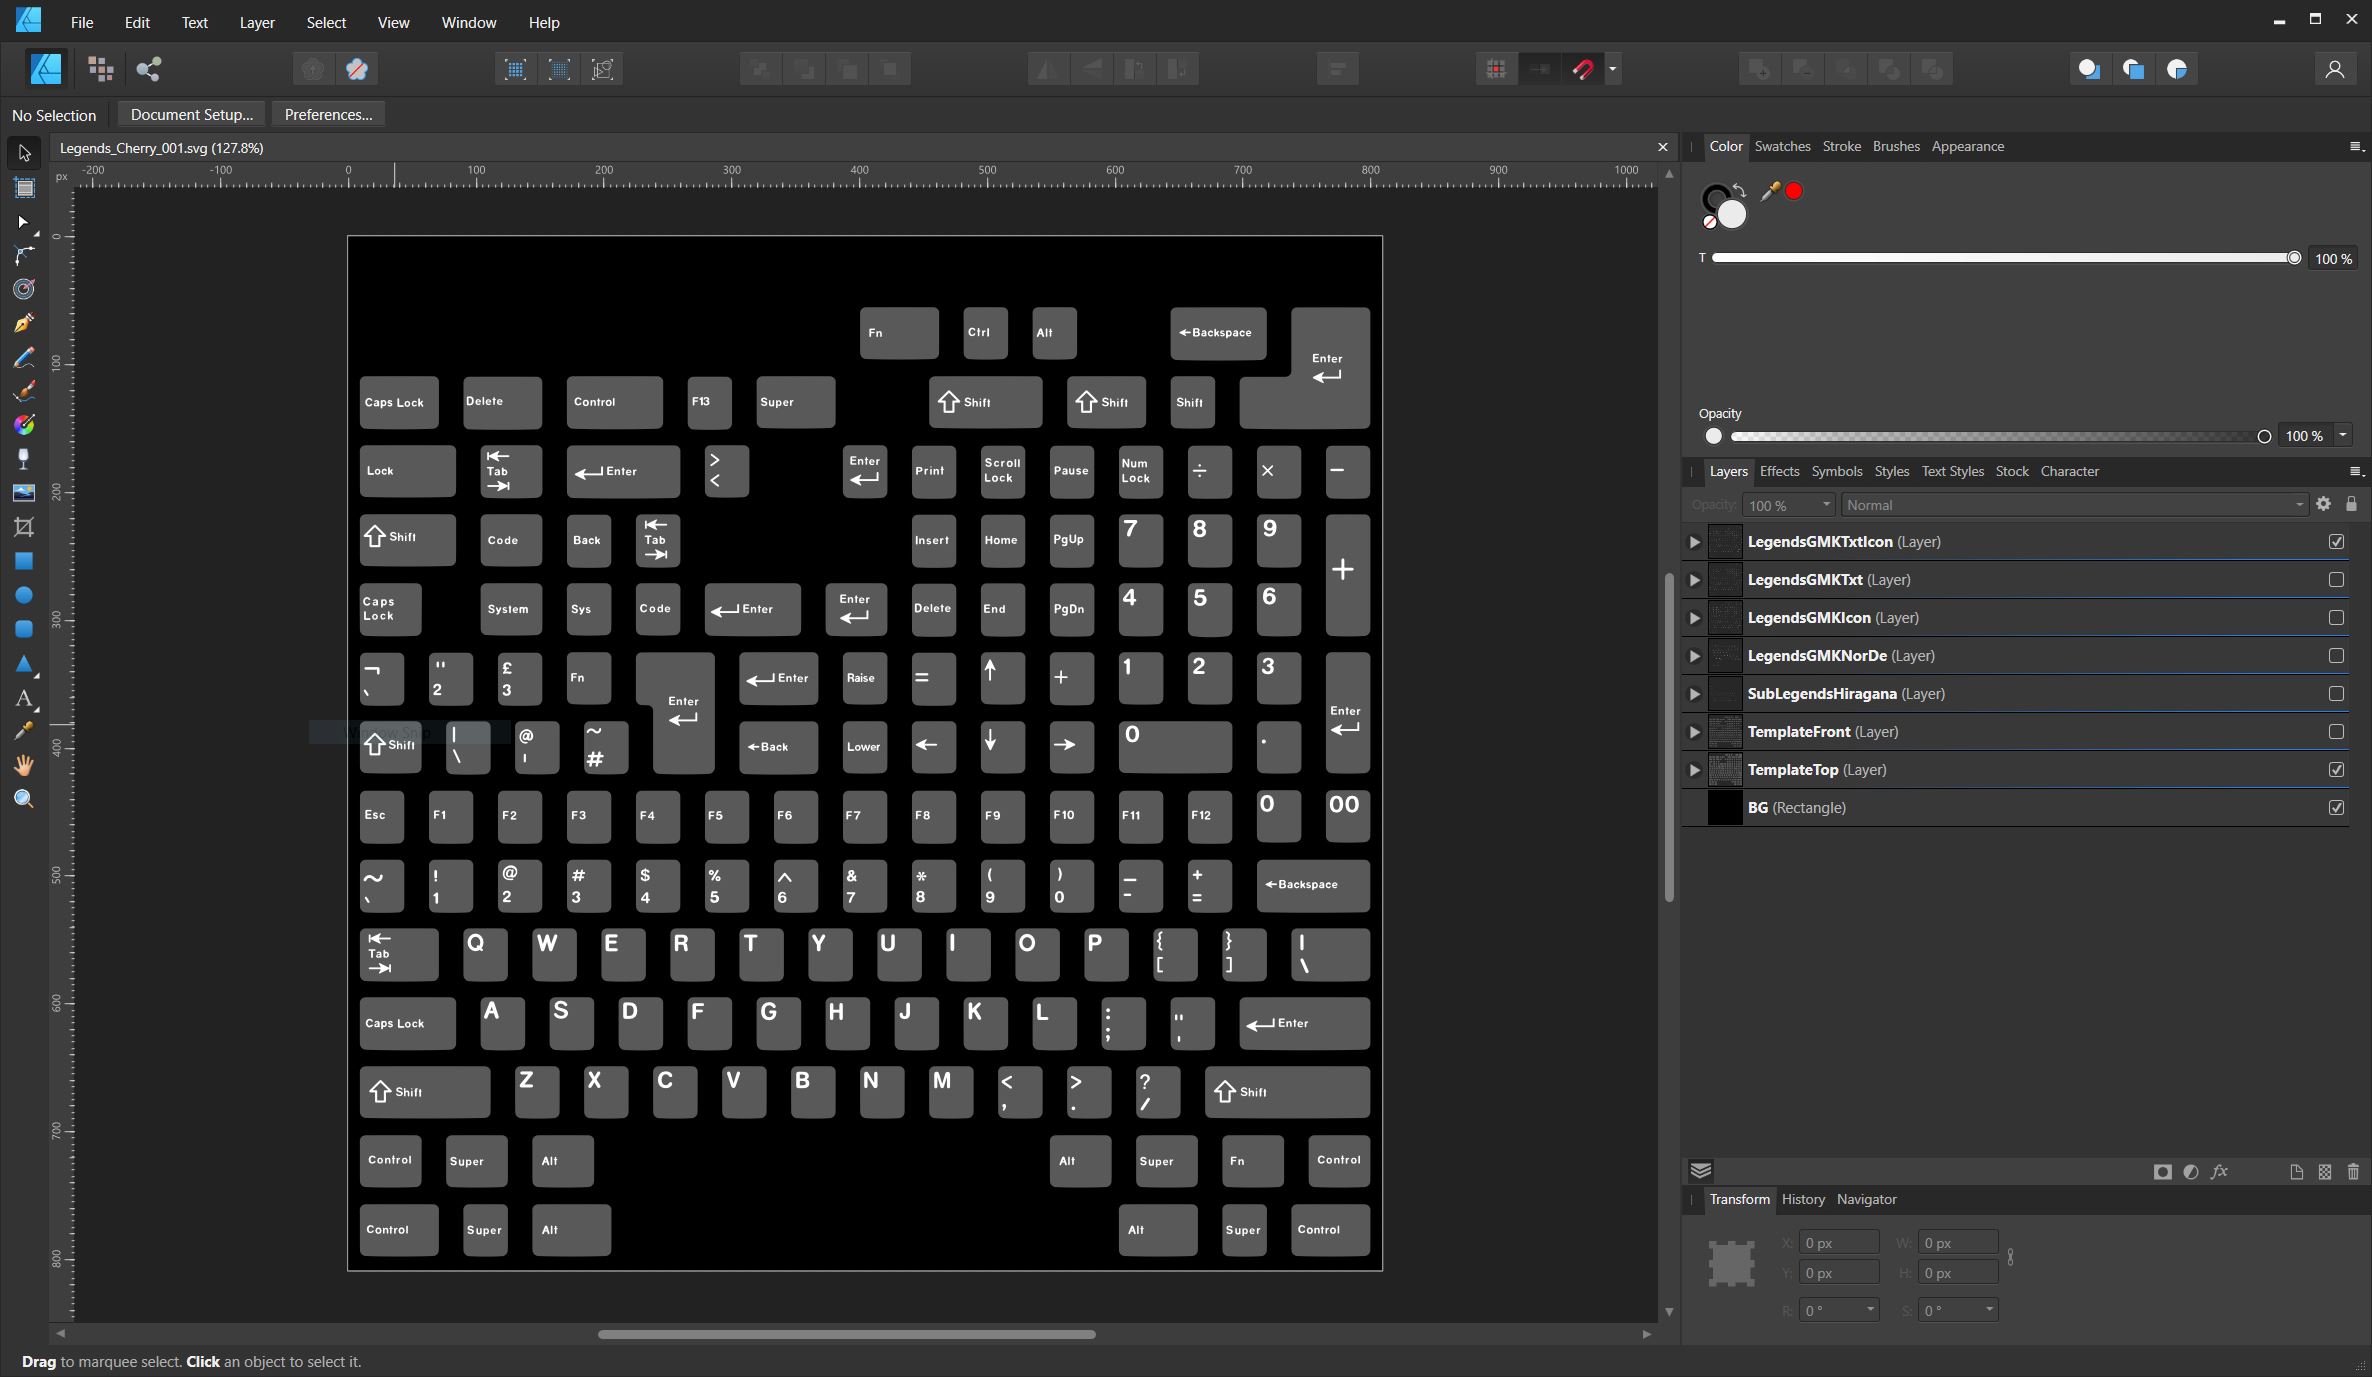 File Edit Text Layer Select View Window Help
No Selection Document Setup... Preferences...
Legends_Cherry_001.svg (127.8%)
px -200 -100 0 100 200 300 400 500 600 700 800 900 1000
0 100 200 300 400 500 600 700 800
Fn Ctrl Alt ←Backspace
Enter
Caps Lock Delete Control F13 Super Shift Shift Shift
Lock Tab Enter > < Enter Print Scroll Lock Pause Num Lock ÷ × −
Shift Code Back Tab Insert Home PgUp 7 8 9 +
Caps Lock System Sys Code Enter Enter Delete End PgDn 4 5 6
¬ ` " 2 £ 3 Fn Enter Enter Raise = ↑ + 1 2 3 Enter
Window Snip
Shift | \ @ ' ~ # ←Back Lower ← ↓ → 0 .
Esc F1 F2 F3 F4 F5 F6 F7 F8 F9 F10 F11 F12 0 00
~ ` ! 1 @ 2 # 3 $ 4 % 5 ^ 6 & 7 * 8 ( 9 ) 0 _ - + = ←Backspace
Tab Q W E R T Y U I O P { [ } ] | \
Caps Lock A S D F G H J K L : ; " ' Enter
Shift Z X C V B N M < , > . ? / Shift
Control Super Alt Alt Super Fn Control
Control Super Alt Alt Super Control
Color Swatches Stroke Brushes Appearance
T 100 %
Opacity
100 %
Layers Effects Symbols Styles Text Styles Stock Character
Opacity: 100 % Normal
LegendsGMKTxtIcon (Layer)
LegendsGMKTxt (Layer)
LegendsGMKIcon (Layer)
LegendsGMKNorDe (Layer)
SubLegendsHiragana (Layer)
TemplateFront (Layer)
TemplateTop (Layer)
BG (Rectangle)
fx
Transform History Navigator
X: 0 px W: 0 px
Y: 0 px H: 0 px
R: 0 ° S: 0 °
Drag to marquee select. Click an object to select it.